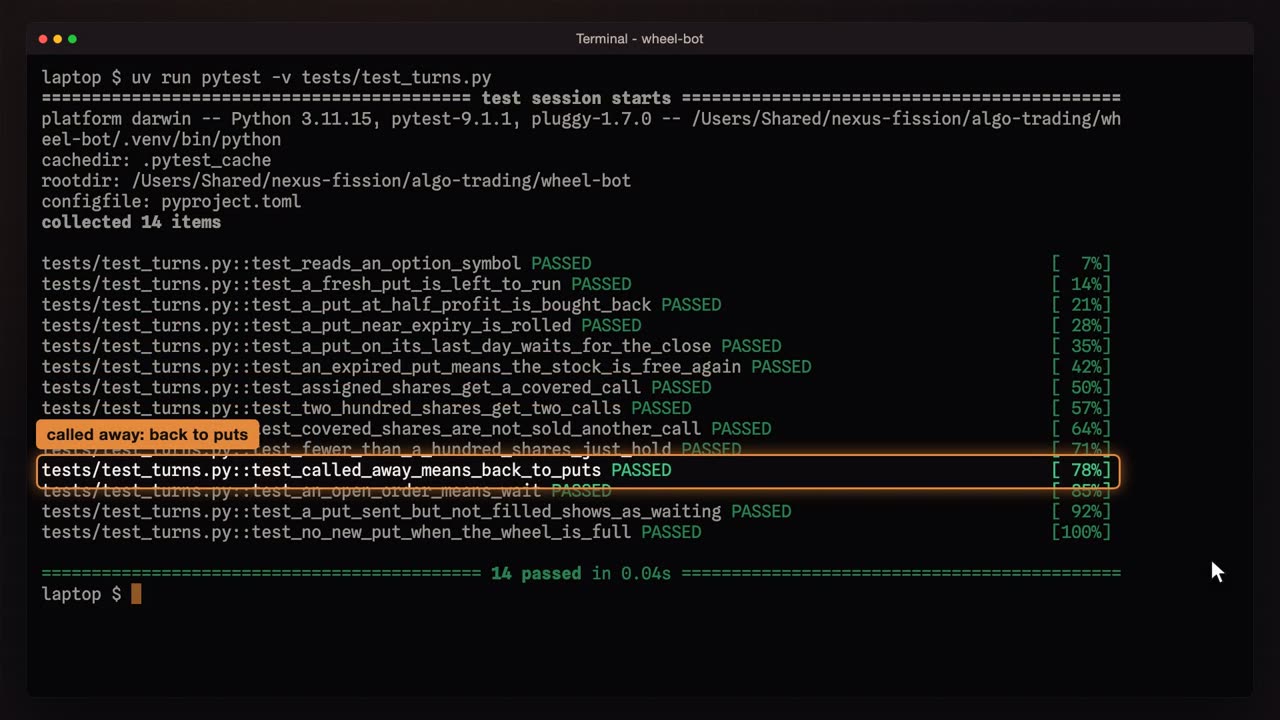 Terminal - wheel-bot
laptop $ uv run pytest -v tests/test_turns.py
=========================================== test session starts ============================================
platform darwin -- Python 3.11.15, pytest-9.1.1, pluggy-1.7.0 -- /Users/Shared/nexus-fission/algo-trading/wh
eel-bot/.venv/bin/python
cachedir: .pytest_cache
rootdir: /Users/Shared/nexus-fission/algo-trading/wheel-bot
configfile: pyproject.toml
collected 14 items
tests/test_turns.py::test_reads_an_option_symbol PASSED [  7%]
tests/test_turns.py::test_a_fresh_put_is_left_to_run PASSED [ 14%]
tests/test_turns.py::test_a_put_at_half_profit_is_bought_back PASSED [ 21%]
tests/test_turns.py::test_a_put_near_expiry_is_rolled PASSED [ 28%]
tests/test_turns.py::test_a_put_on_its_last_day_waits_for_the_close PASSED [ 35%]
tests/test_turns.py::test_an_expired_put_means_the_stock_is_free_again PASSED [ 42%]
tests/test_turns.py::test_assigned_shares_get_a_covered_call PASSED [ 50%]
tests/test_turns.py::test_two_hundred_shares_get_two_calls PASSED [ 57%]
called away: back to puts
test_covered_shares_are_not_sold_another_call PASSED [ 64%]
tests/test_turns.py::test_fewer_than_a_hundred_shares_just_hold PASSED [ 71%]
tests/test_turns.py::test_called_away_means_back_to_puts PASSED [ 78%]
tests/test_turns.py::test_an_open_order_means_wait PASSED [ 85%]
tests/test_turns.py::test_a_put_sent_but_not_filled_shows_as_waiting PASSED [ 92%]
tests/test_turns.py::test_no_new_put_when_the_wheel_is_full PASSED [100%]
============================================ 14 passed in 0.04s ============================================
laptop $